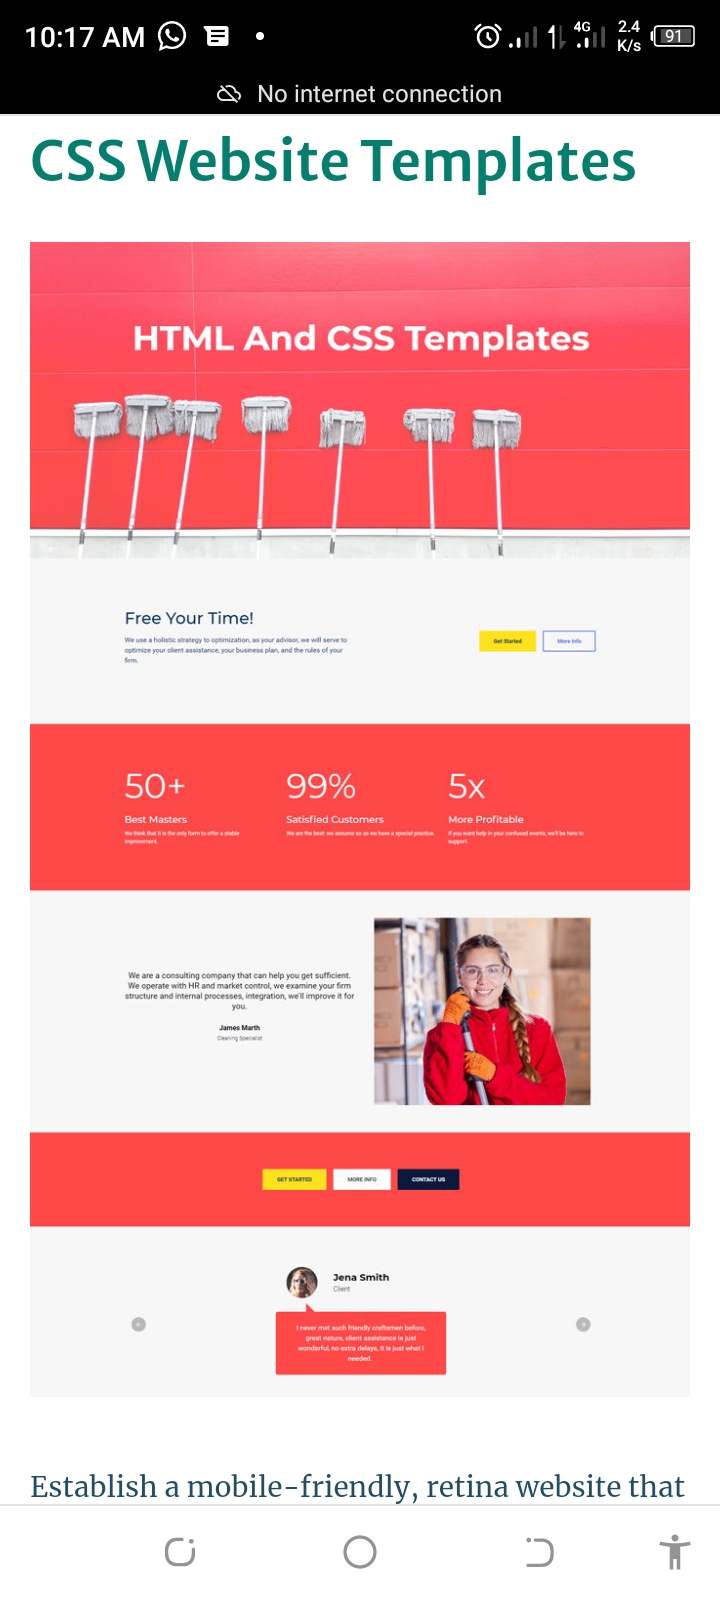 10:17 AM
4G
2.4
K/s
91
No internet connection
CSS Website Templates
HTML And CSS Templates
Free Your Time!
We use a holistic strategy to optimization, as your advisor, we will serve to
optimize your client assistance, your business plan, and the rules of your
firm.
Get Started
More Info
50+
99%
5x
Best Masters
Satisfied Customers
More Profitable
We think that it is the only form to offer a stable
improvement.
We are the best: we assume so as we have a special practice.
If you want help in your confused events, we'll be here to
support.
We are a consulting company that can help you get sufficient.
We operate with HR and market control, we examine your firm
structure and internal processes, integration, we'll improve it for
you.
James Marth
Cleaning Specialist
GET STARTED
MORE INFO
CONTACT US
Jena Smith
Client
I never met such friendly craftsmen before,
great nature, client assistance is just
wonderful, no extra delays, it is just what I
needed.
Establish a mobile-friendly, retina website that